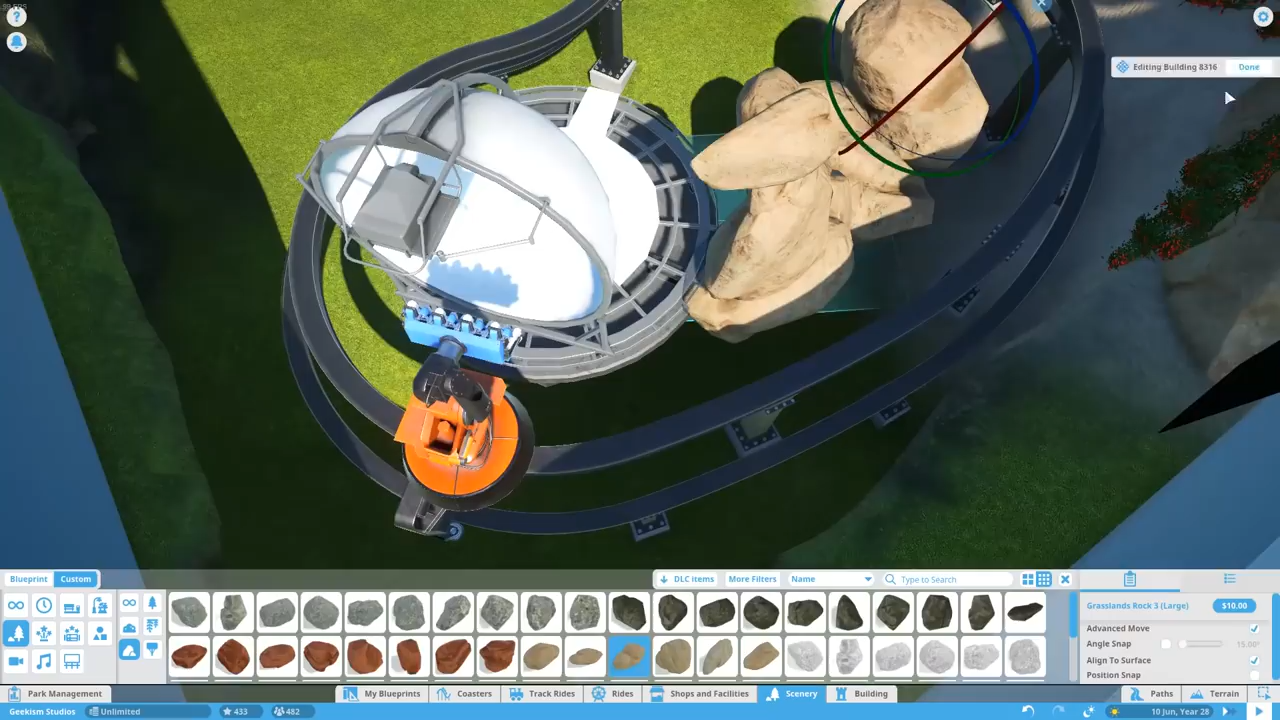 Editing Building 8316 Done
Blueprint Custom
DLC Items More Filters Name Type to Search
Grasslands Rock 3 (Large) $10.00
Advanced Move
Angle Snap 15.00°
Align To Surface
Position Snap
Park Management My Blueprints Coasters Track Rides Rides Shops and Facilities Scenery Building Paths Terrain
Geekism Studios Unlimited 433 482 10 Jun, Year 28